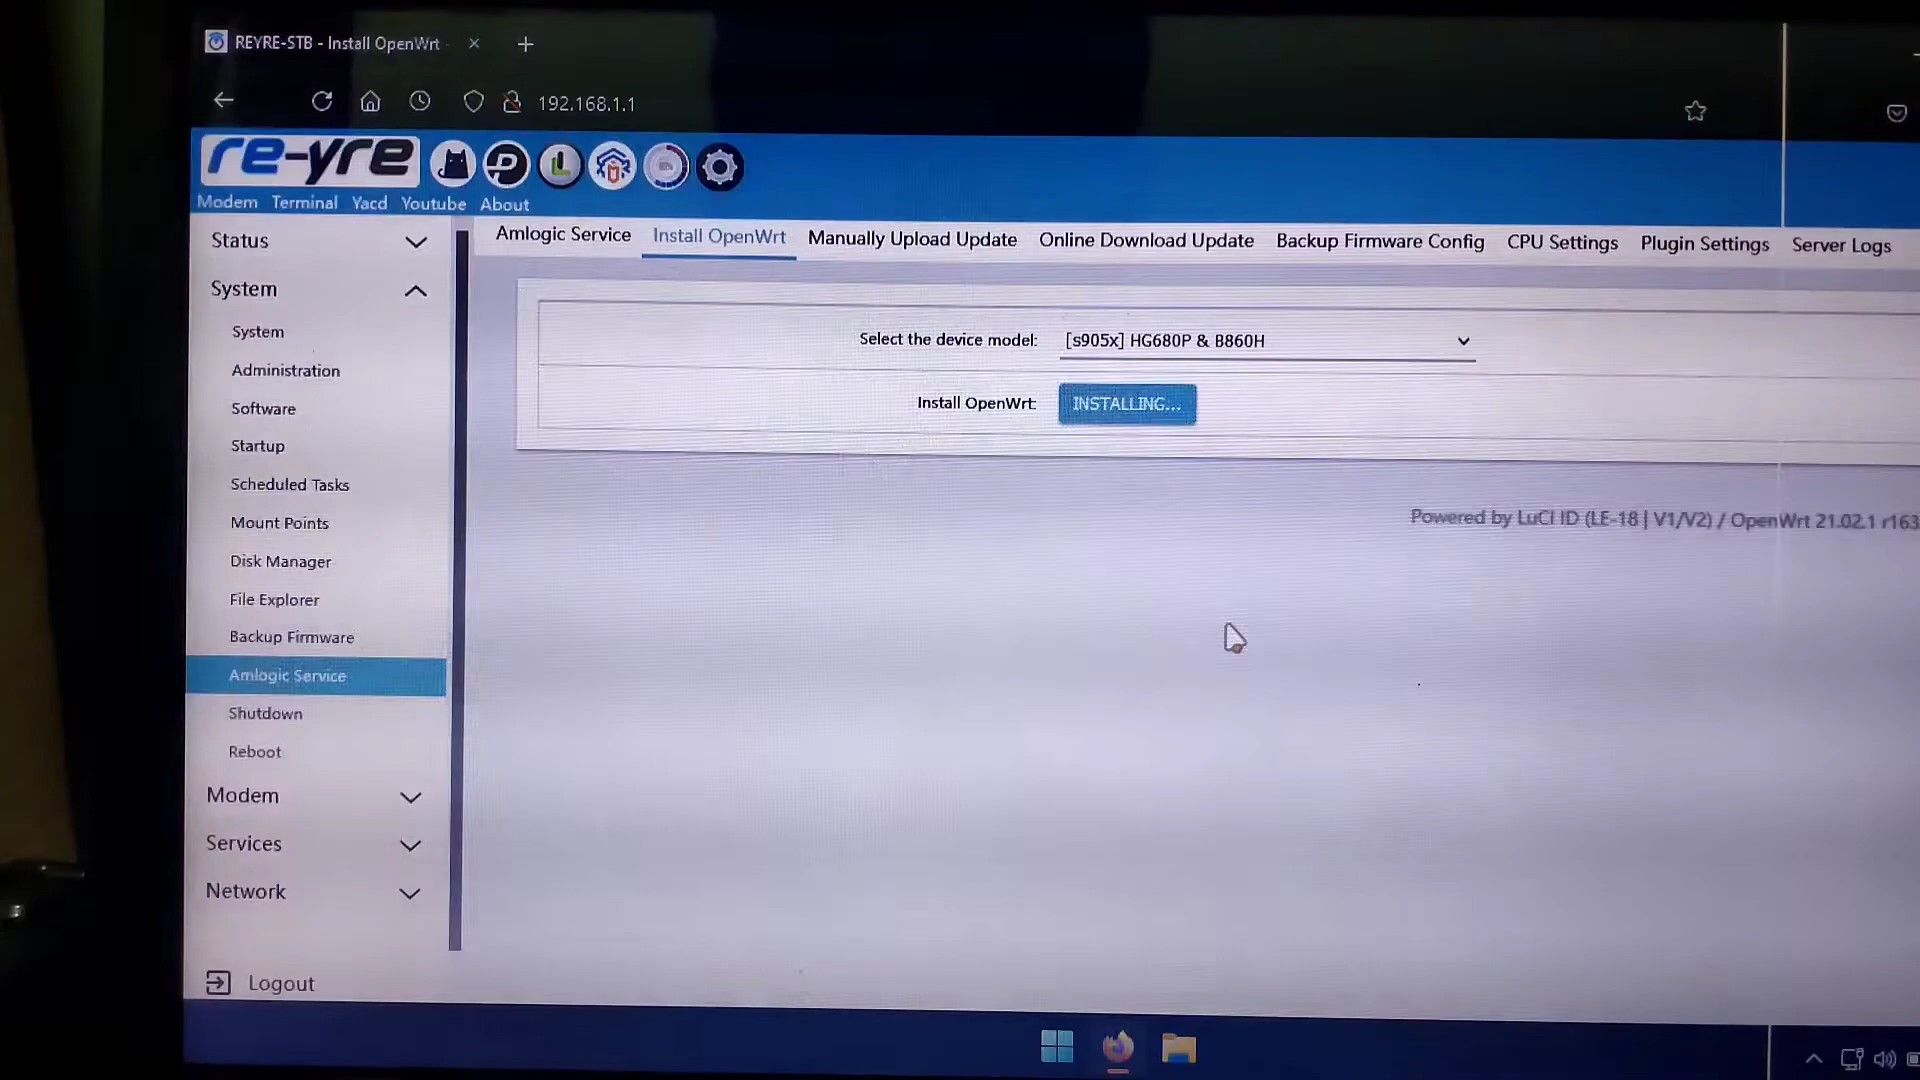 REYRE-STB - Install OpenWrt
192.168.1.1
re-yre
Modem Terminal Yacd Youtube About
Status
System
System
Administration
Software
Startup
Scheduled Tasks
Mount Points
Disk Manager
File Explorer
Backup Firmware
Amlogic Service
Shutdown
Reboot
Modem
Services
Network
Logout
Amlogic Service Install OpenWrt Manually Upload Update Online Download Update Backup Firmware Config CPU Settings Plugin Settings Server Logs
Select the device model: [s905x] HG680P & B860H
Install OpenWrt: INSTALLING...
Powered by LuCI ID (LE-18 | V1/V2) / OpenWrt 21.02.1 r163